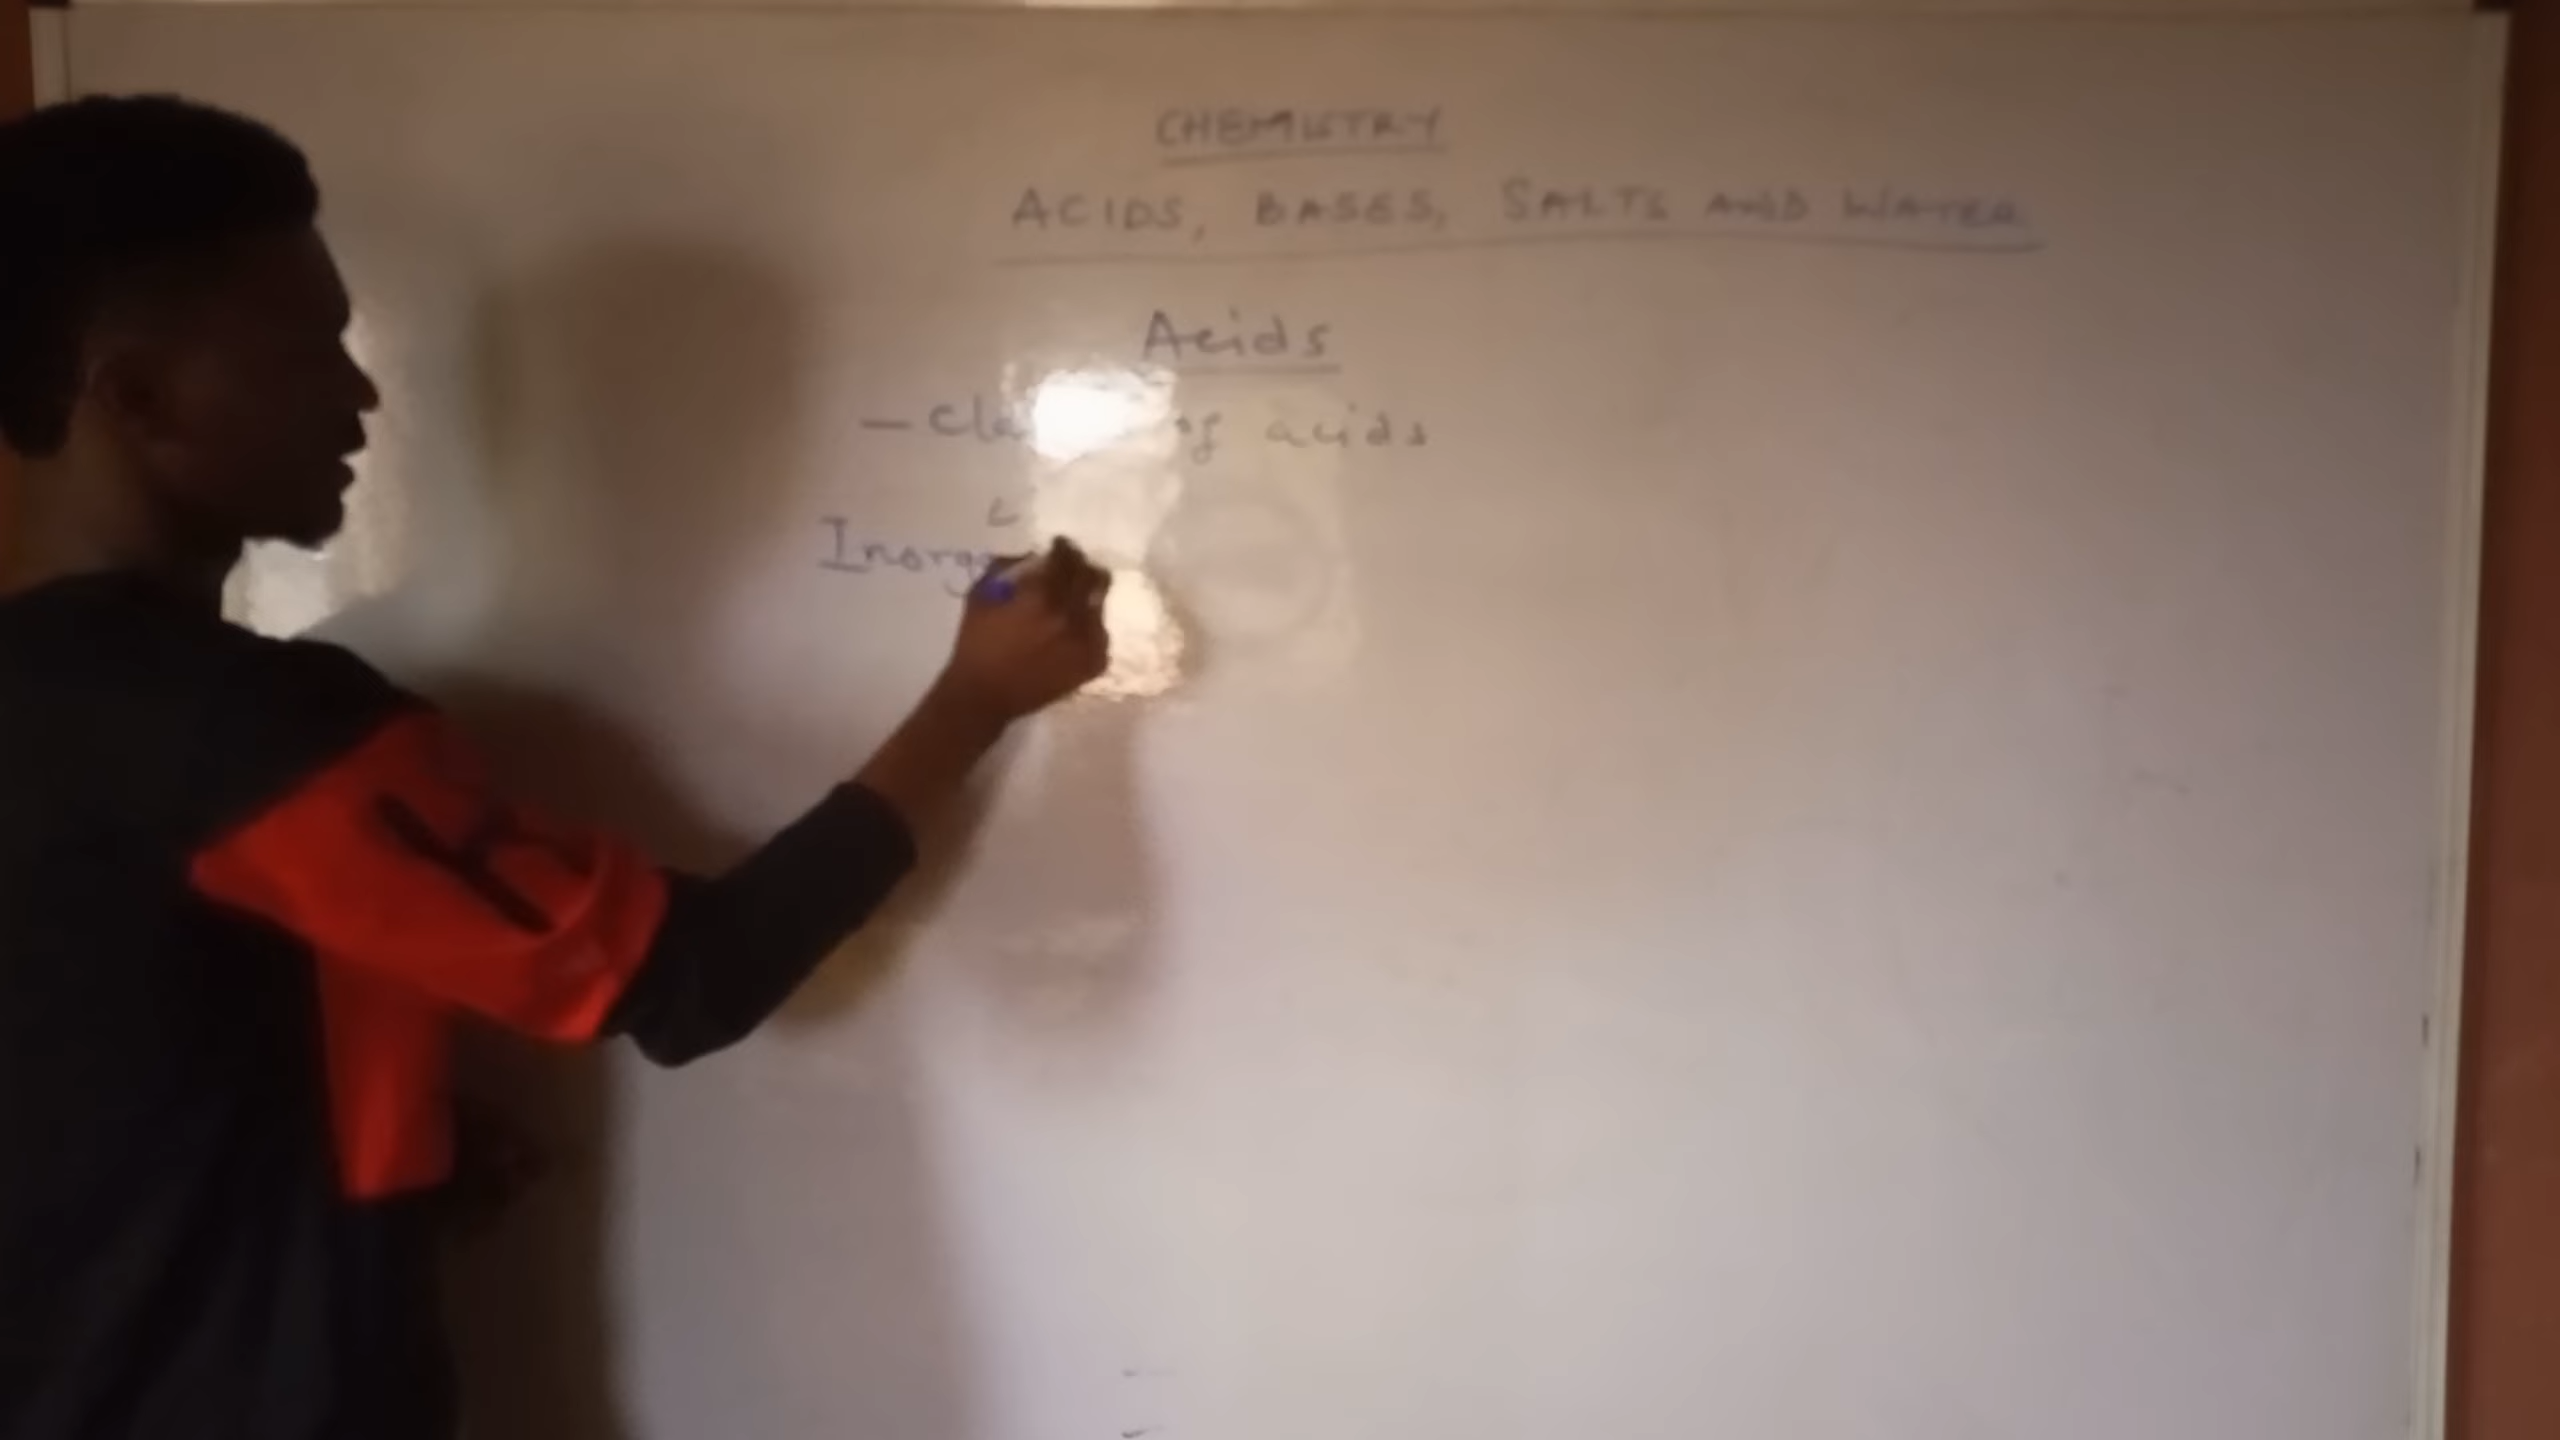 CHEMISTRY
ACIDS, BASES, SALTS AND WATER
Acids
— Cla of acids
Inorg